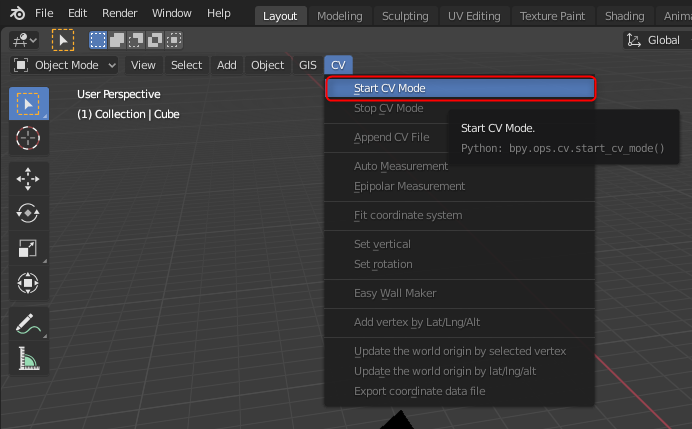 File Edit Render Window Help Layout Modeling Sculpting UV Editing Texture Paint Shading Anima
Global
Object Mode View Select Add Object GIS CV
User Perspective
(1) Collection | Cube
Start CV Mode
Stop CV Mode
Append CV File
Auto Measurement
Epipolar Measurement
Fit coordinate system
Set vertical
Set rotation
Easy Wall Maker
Add vertex by Lat/Lng/Alt
Update the world origin by selected vertex
Update the world origin by lat/lng/alt
Export coordinate data file
Start CV Mode.
Python: bpy.ops.cv.start_cv_mode()